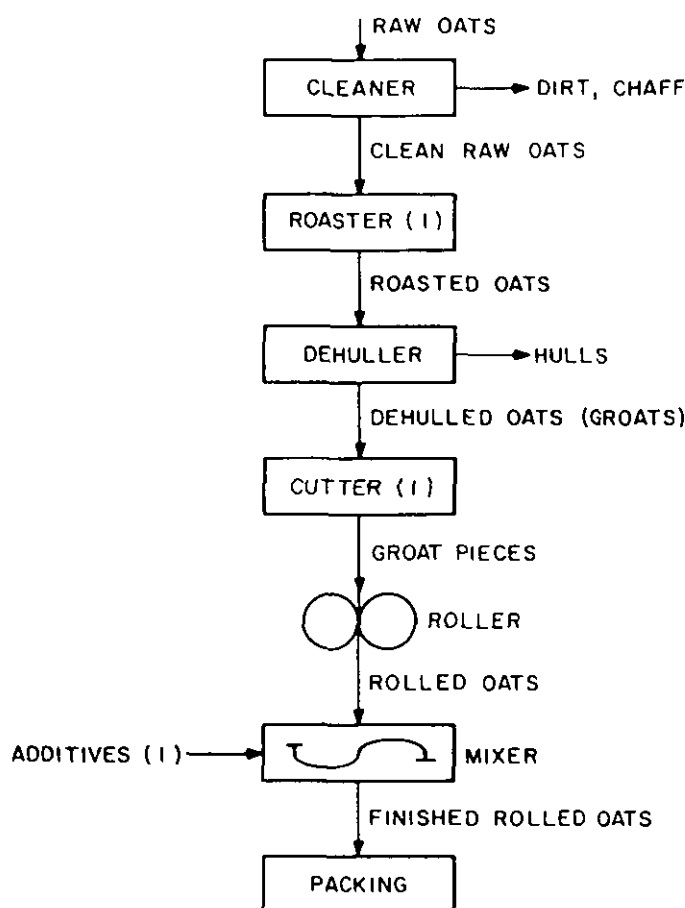 RAW OATS
CLEANER
DIRT, CHAFF
CLEAN RAW OATS
ROASTER (1)
ROASTED OATS
DEHULLER
HULLS
DEHULLED OATS (GROATS)
CUTTER (1)
GROAT PIECES
ROLLER
ROLLED OATS
ADDITIVES (1)
MIXER
FINISHED ROLLED OATS
PACKING